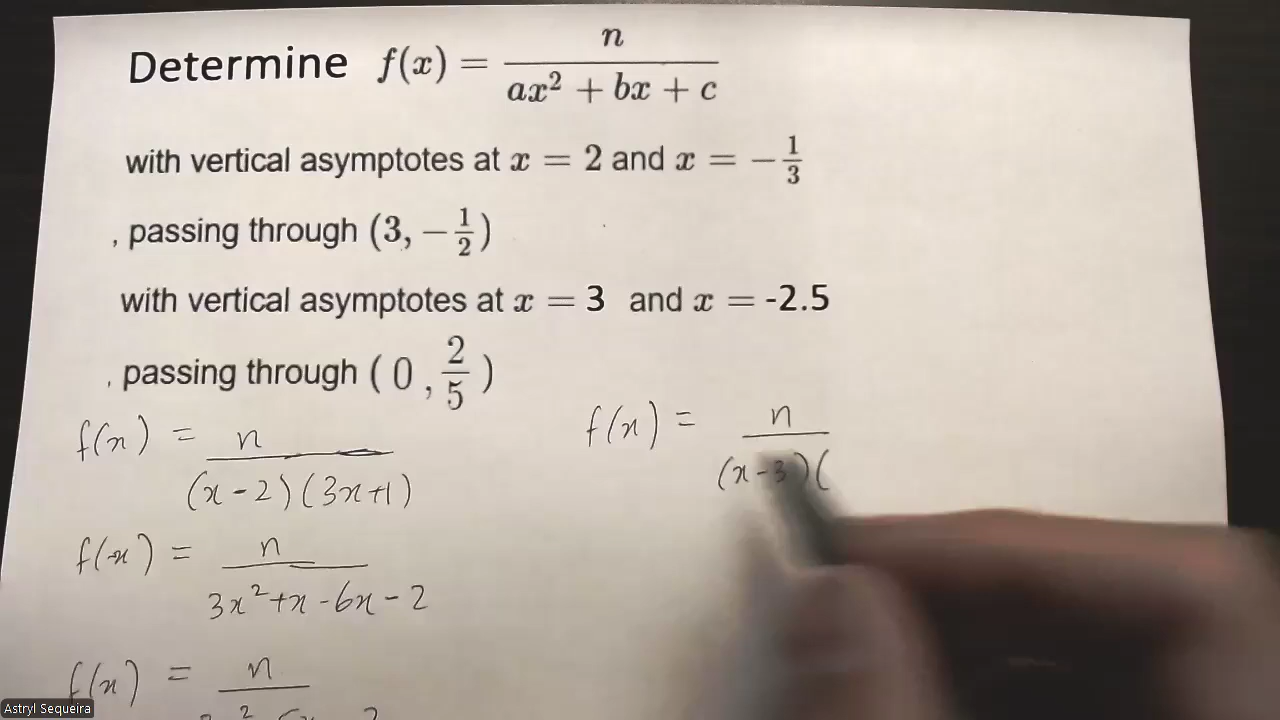 Determine f(x) = n / (ax² + bx + c)
with vertical asymptotes at x = 2 and x = −1/3
, passing through (3, −1/2)
with vertical asymptotes at x = 3 and x = -2.5
, passing through ( 0 , 2/5 )
f(x) = n / (x-2)(3x+1)
f(x) = n / 3x²+x-6x-2
f(x) = n
f(x) = n / (x-3)(
Astryl Sequeira